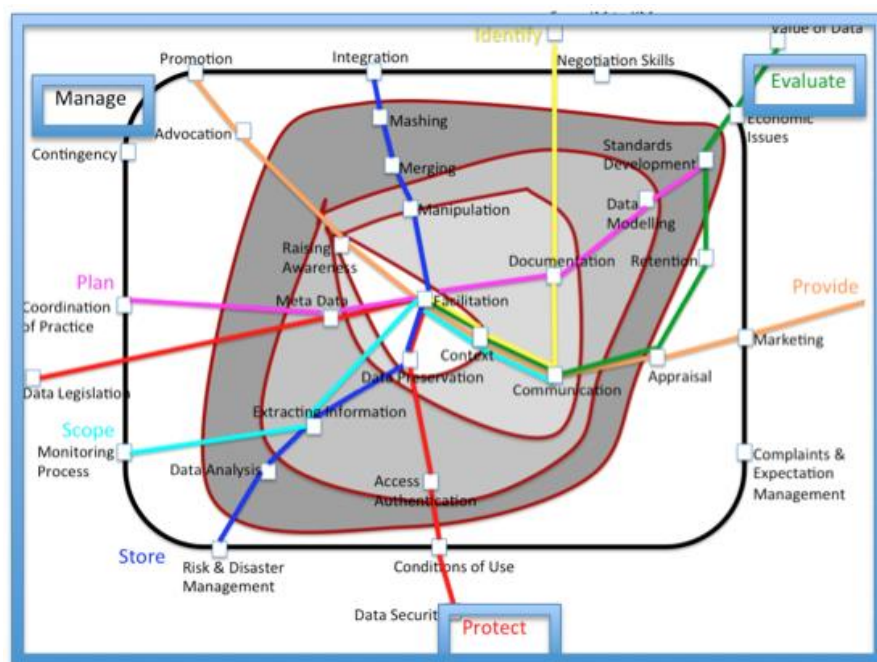 Identify
Value of Data
Promotion
Integration
Negotiation Skills
Manage
Evaluate
Mashing
Economic
Issues
Advocation
Contingency
Standards
Development
Merging
Manipulation
Data
Modelling
Raising
Awareness
Documentation
Retention
Plan
Meta Data
Facilitation
Provide
Coordination
of Practice
Marketing
Context
Data Preservation
Appraisal
Data Legislation
Communication
Extracting Information
Scope
Monitoring
Process
Data Analysis
Access
Authentication
Complaints &
Expectation
Management
Store
Risk & Disaster
Management
Conditions of Use
Data Securit
Protect